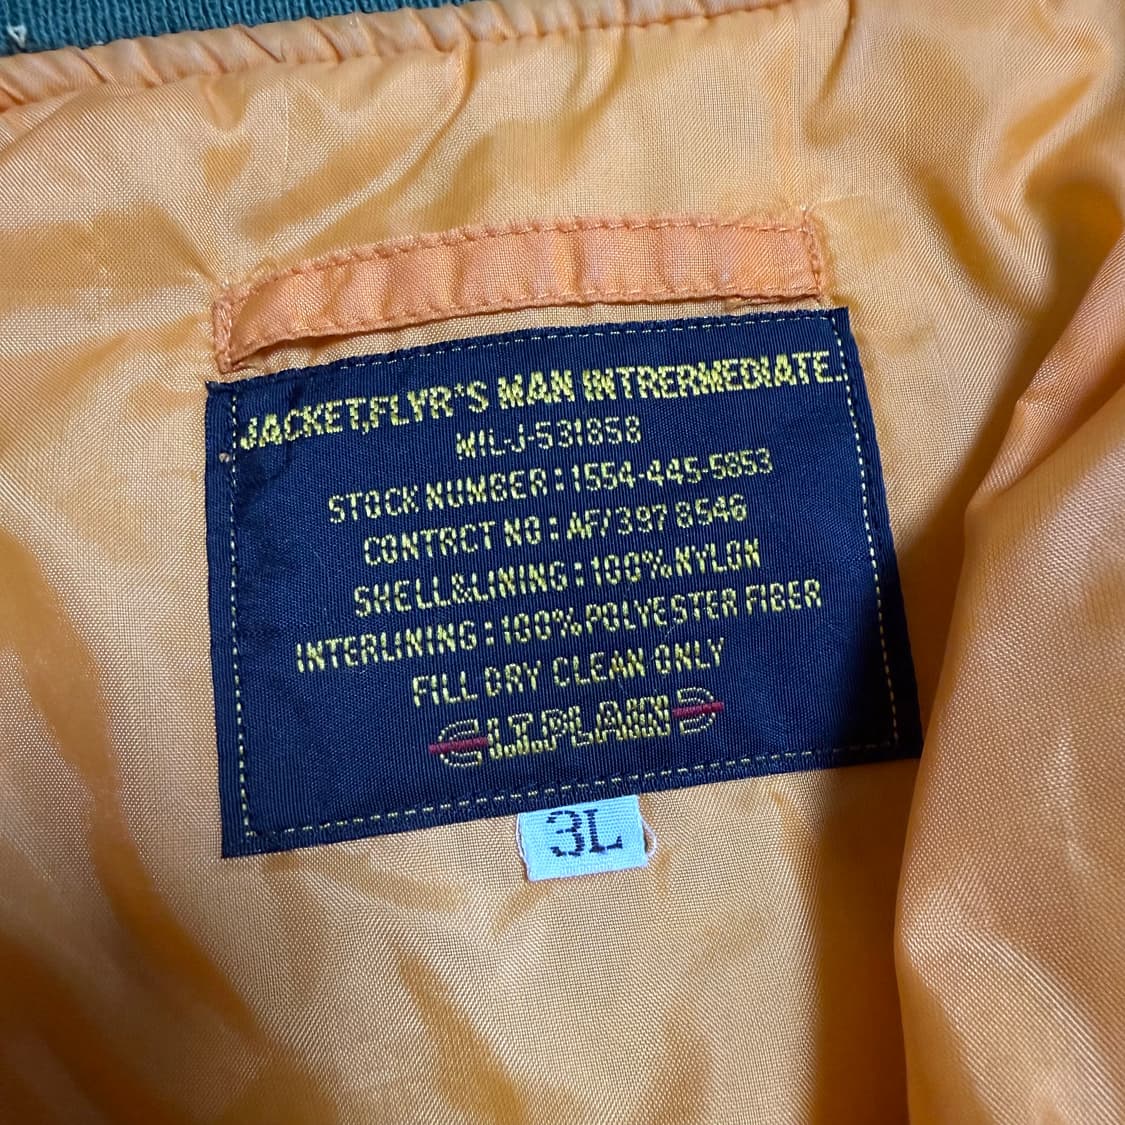 JACKET,FLYR'S MAN INTRERMEDIATE.
MIL-J-531858
STOCK NUMBER:1554-445-5853
CONTRCT NO:AF/397 8546
SHELL&LINING:100%NYLON
INTERLINING:100%POLYESTER FIBER
FILL DRY CLEAN ONLY
I.T.PLAIN
3L